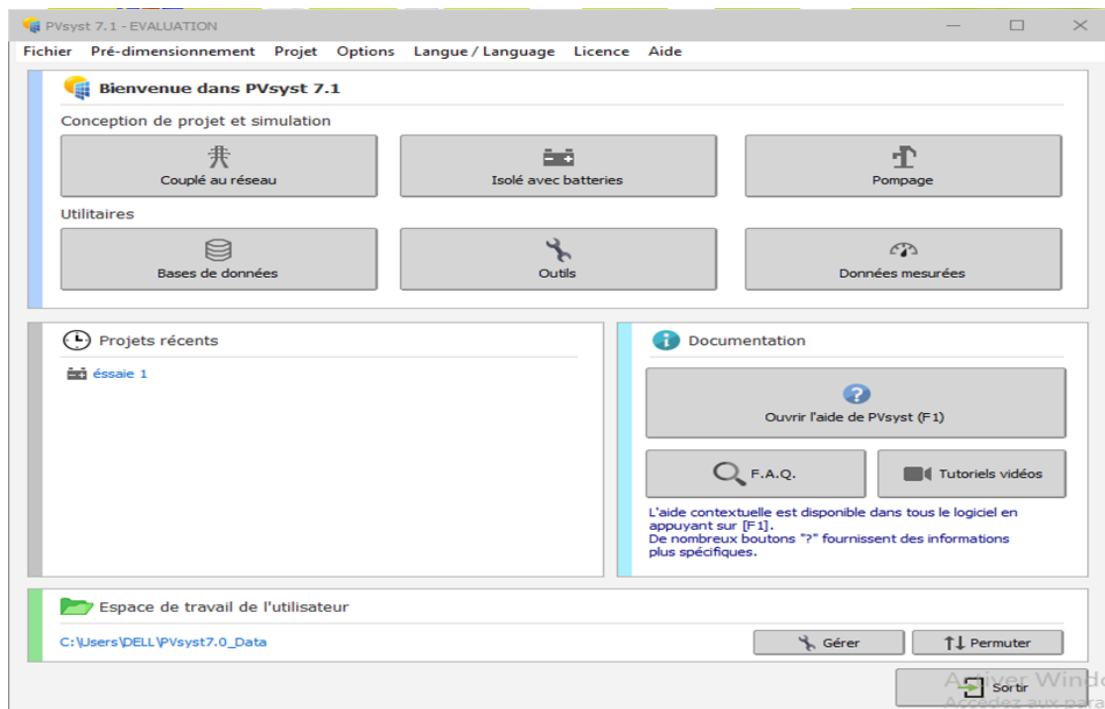 PVsyst 7.1 - EVALUATION
Fichier Pré-dimensionnement Projet Options Langue / Language Licence Aide
Bienvenue dans PVsyst 7.1
Conception de projet et simulation
Couplé au réseau
Isolé avec batteries
Pompage
Utilitaires
Bases de données
Outils
Données mesurées
Projets récents
éssaie 1
Documentation
Ouvrir l'aide de PVsyst (F1)
F.A.Q.
Tutoriels vidéos
L'aide contextuelle est disponible dans tous le logiciel en
appuyant sur [F1].
De nombreux boutons "?" fournissent des informations
plus spécifiques.
Espace de travail de l'utilisateur
C:\Users\DELL\PVsyst7.0_Data
Gérer
Permuter
Sortir